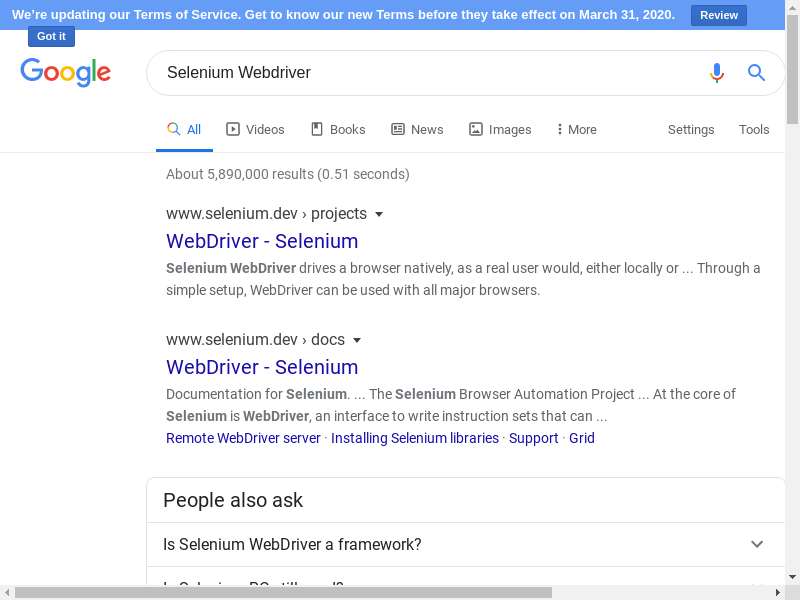 We're updating our Terms of Service. Get to know our new Terms before they take effect on March 31, 2020. Review
Got it
Google
Selenium Webdriver
All Videos Books News Images More Settings Tools
About 5,890,000 results (0.51 seconds)
www.selenium.dev › projects
WebDriver - Selenium
Selenium WebDriver drives a browser natively, as a real user would, either locally or ... Through a
simple setup, WebDriver can be used with all major browsers.
www.selenium.dev › docs
WebDriver - Selenium
Documentation for Selenium. ... The Selenium Browser Automation Project ... At the core of
Selenium is WebDriver, an interface to write instruction sets that can ...
Remote WebDriver server · Installing Selenium libraries · Support · Grid
People also ask
Is Selenium WebDriver a framework?